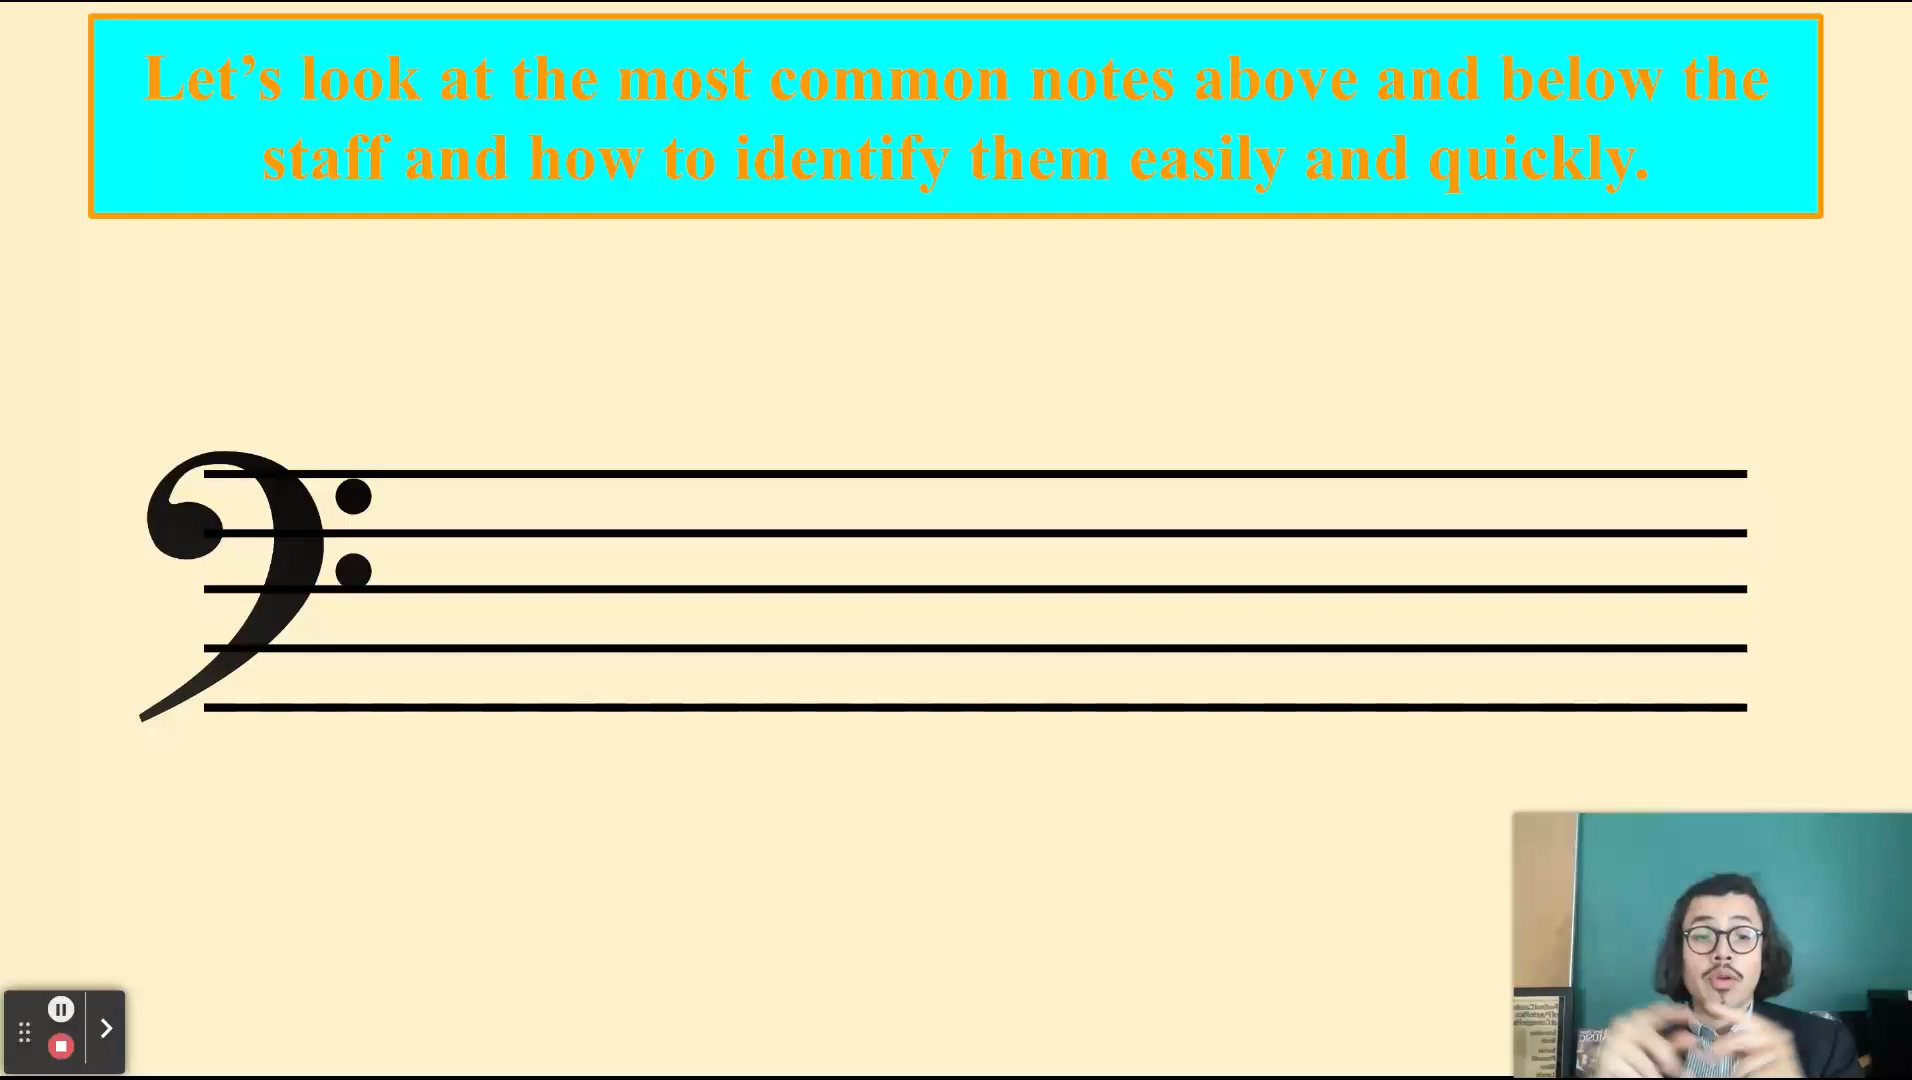 Let’s look at the most common notes above and below the
staff and how to identify them easily and quickly.